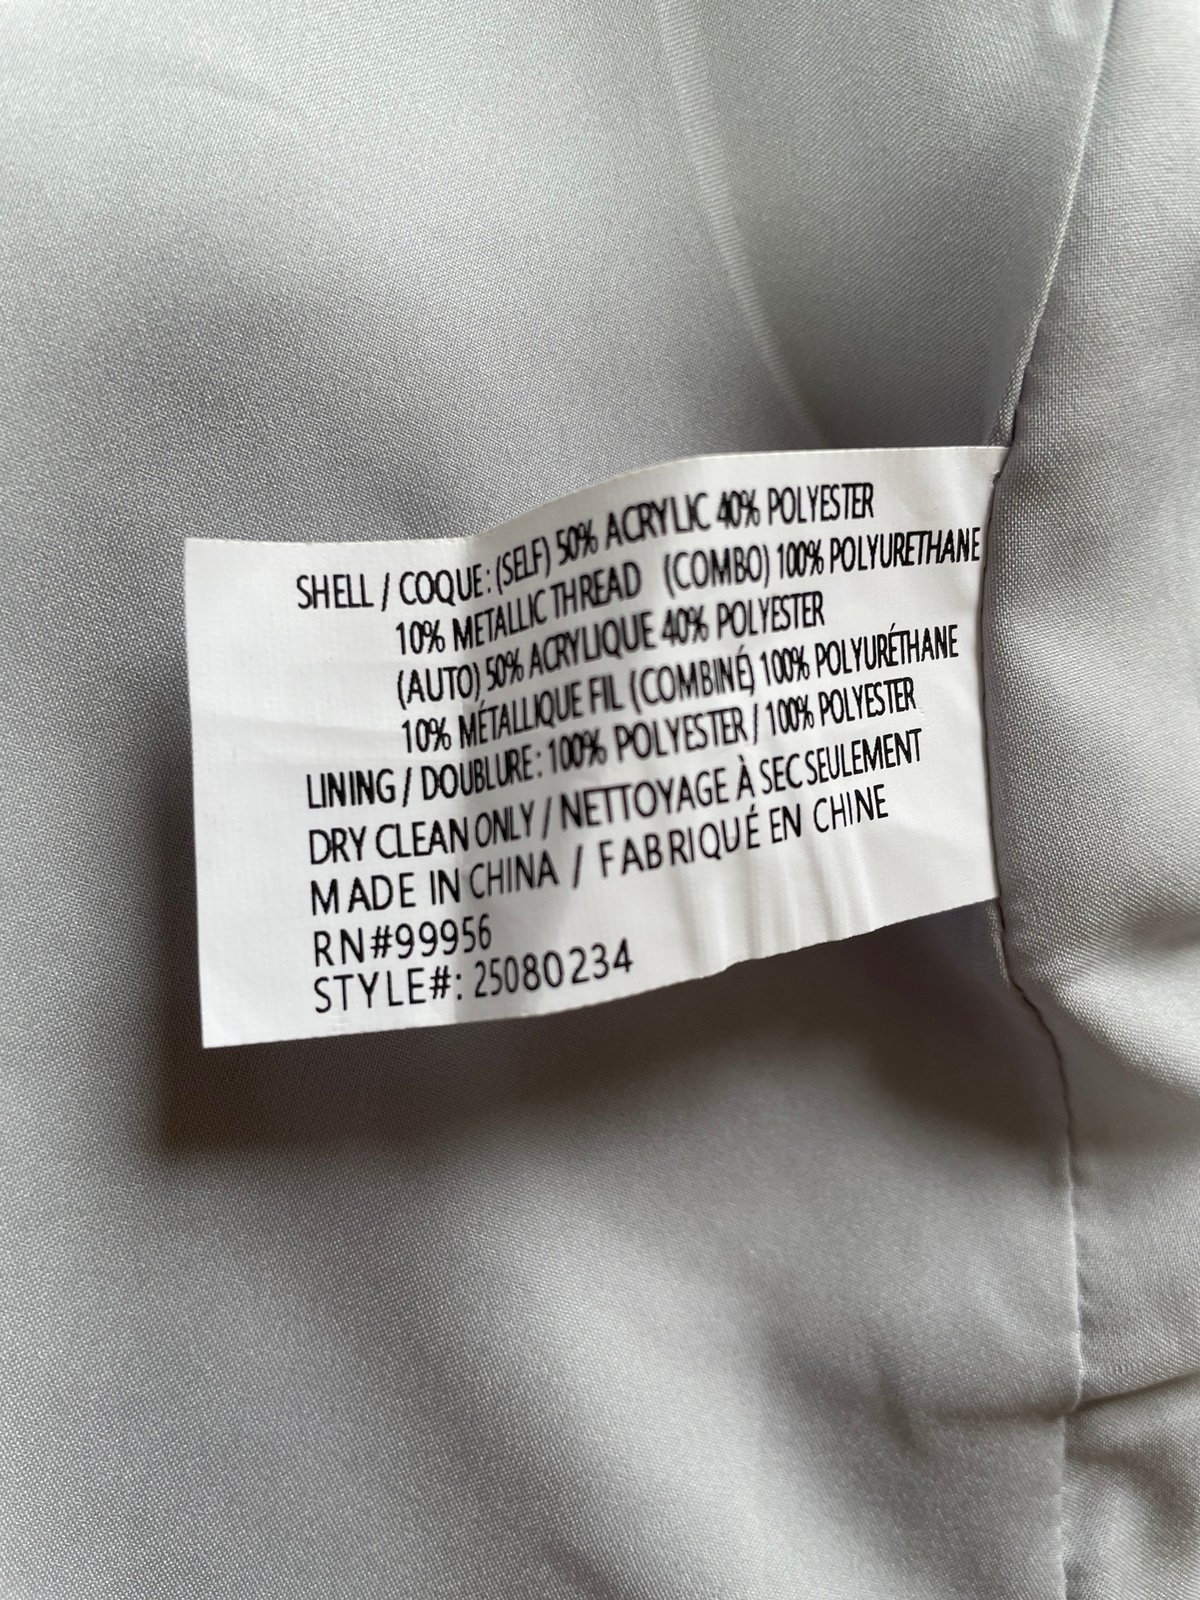 SHELL / COQUE: (SELF) 50% ACRYLIC 40% POLYESTER
10% METALLIC THREAD (COMBO) 100% POLYURETHANE
(AUTO) 50% ACRYLIQUE 40% POLYESTER
10% MÉTALLIQUE FIL (COMBINÉ) 100% POLYURÉTHANE
LINING / DOUBLURE: 100% POLYESTER / 100% POLYESTER
DRY CLEAN ONLY / NETTOYAGE À SEC SEULEMENT
MADE IN CHINA / FABRIQUÉ EN CHINE
RN#99956
STYLE#: 25080234